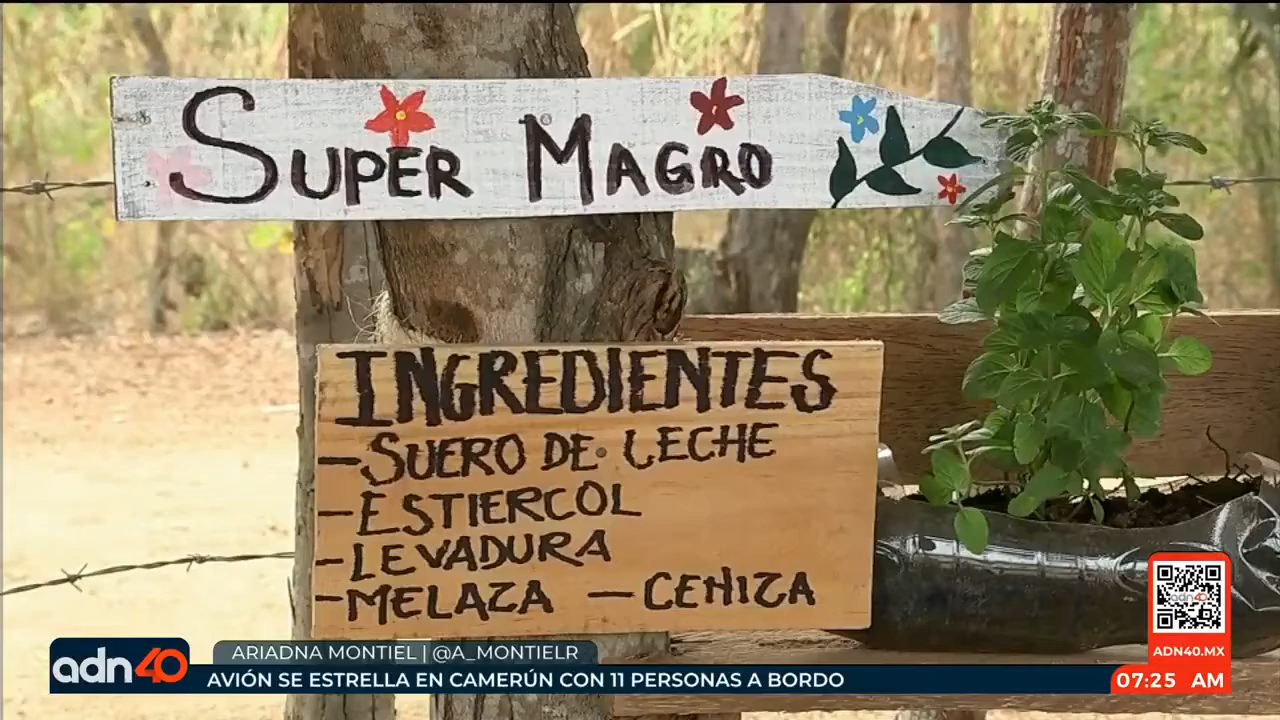 SUPER MAGRO
INGREDIENTES
-SUERO DE LECHE
-ESTIERCOL
-LEVADURA
-MELAZA -CENIZA
adn40
ADN40.MX
adn40
ARIADNA MONTIEL | @A_MONTIELR
AVIÓN SE ESTRELLA EN CAMERÚN CON 11 PERSONAS A BORDO
07:25 AM